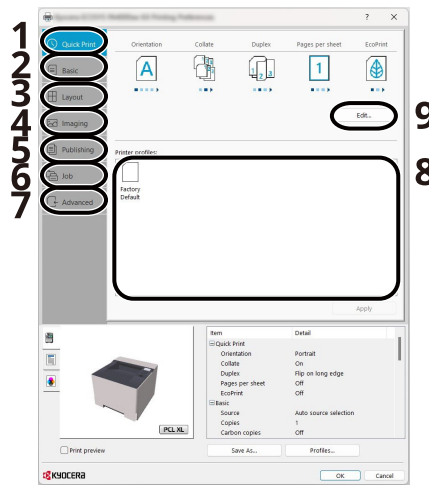 ? ×
1 Quick Print
Orientation Collate Duplex Pages per sheet EcoPrint
2 Basic
A 1 2 3 1
3 Layout
4 Imaging
Edit... 9
5 Publishing
Printer profiles:
6 Job
8
7 Advanced
Factory
Default
Apply
Item Detail
Quick Print
Orientation Portrait
Collate On
Duplex Flip on long edge
Pages per sheet Off
EcoPrint Off
Basic
Source Auto source selection
Copies 1
PCL XL
Carbon copies Off
Print preview Save As... Profiles...
KYOCERA OK Cancel